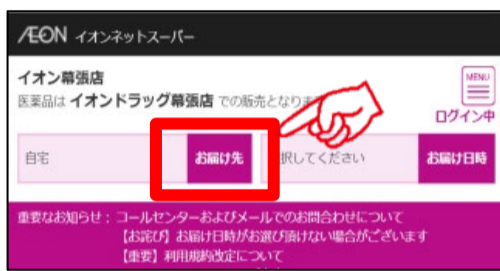 ÆON イオンネットスーパー
イオン幕張店
医薬品は イオンドラッグ幕張店 での販売となります
MENU
ログイン中
自宅 お届け先 択してください お届け日時
重要なお知らせ： コールセンターおよびメールでのお問合わせについて
【お詫び】お届け日時がお選び頂けない場合がございます
【重要】利用規約改定について